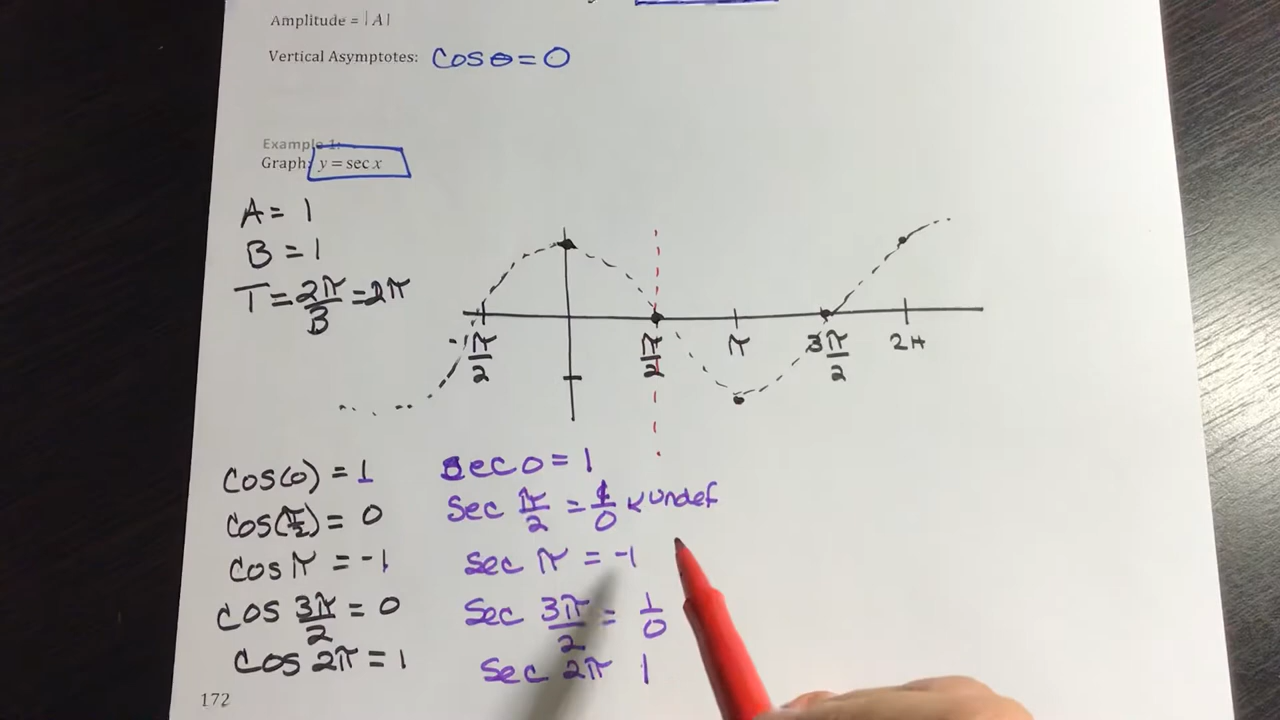 Amplitude = |A|
Vertical Asymptotes: cos θ = 0
Example 1:
Graph: y = sec x
A = 1
B = 1
T = 2π/B = 2π
-π/2 π/2 π 3π/2 2π
cos(0) = 1 sec 0 = 1
cos(π/2) = 0 sec π/2 = 1/0 < undef
cos π = -1 sec π = -1
cos 3π/2 = 0 sec 3π/2 = 1/0
cos 2π = 1 sec 2π 1
172